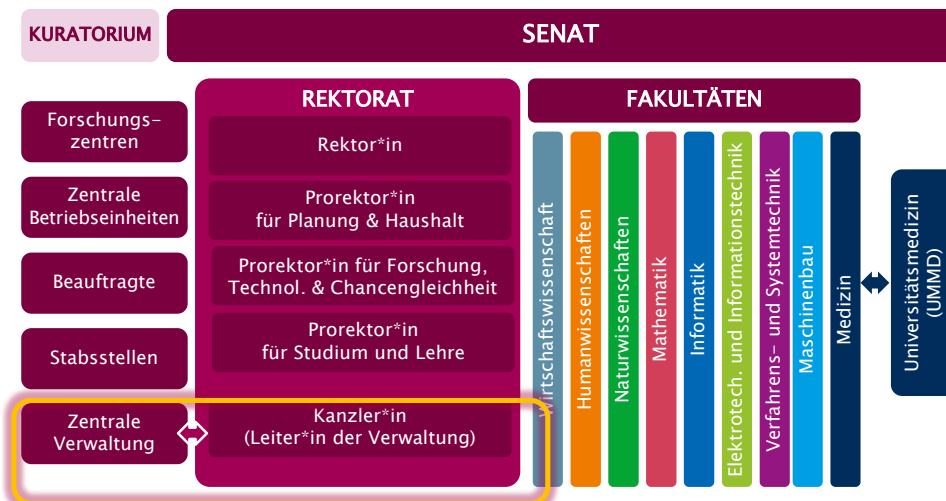 KURATORIUM
SENAT
Forschungs-
zentren
Zentrale
Betriebseinheiten
Beauftragte
Stabsstellen
Zentrale
Verwaltung
REKTORAT
Rektor*in
Prorektor*in
für Planung & Haushalt
Prorektor*in für Forschung,
Technol. & Chancengleichheit
Prorektor*in
für Studium und Lehre
Kanzler*in
(Leiter*in der Verwaltung)
FAKULTÄTEN
Wirtschaftswissenschaft
Humanwissenschaften
Naturwissenschaften
Mathematik
Informatik
Elektrotech. und Informationstechnik
Verfahrens- und Systemtechnik
Maschinenbau
Medizin
Universitätsmedizin
(UMMD)